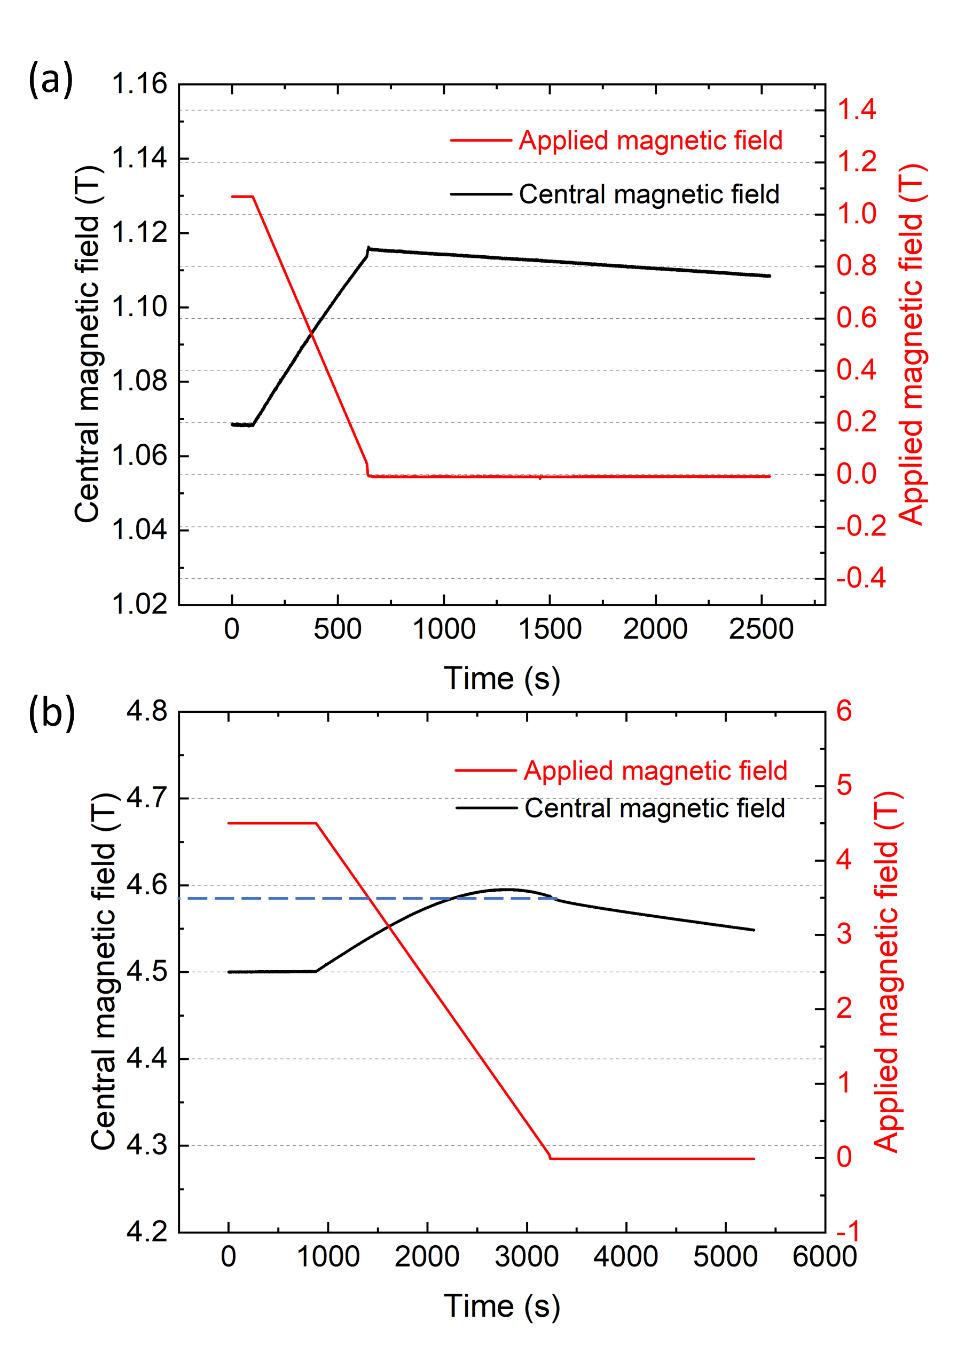 (a)
1.16
1.14
1.12
1.10
1.08
1.06
1.04
1.02
Central magnetic field (T)
Applied magnetic field
Central magnetic field
1.4
1.2
1.0
0.8
0.6
0.4
0.2
0.0
-0.2
-0.4
Applied magnetic field (T)
0 500 1000 1500 2000 2500
Time (s)
(b)
4.8
4.7
4.6
4.5
4.4
4.3
4.2
Central magnetic field (T)
Applied magnetic field
Central magnetic field
6
5
4
3
2
1
0
-1
Applied magnetic field (T)
0 1000 2000 3000 4000 5000 6000
Time (s)